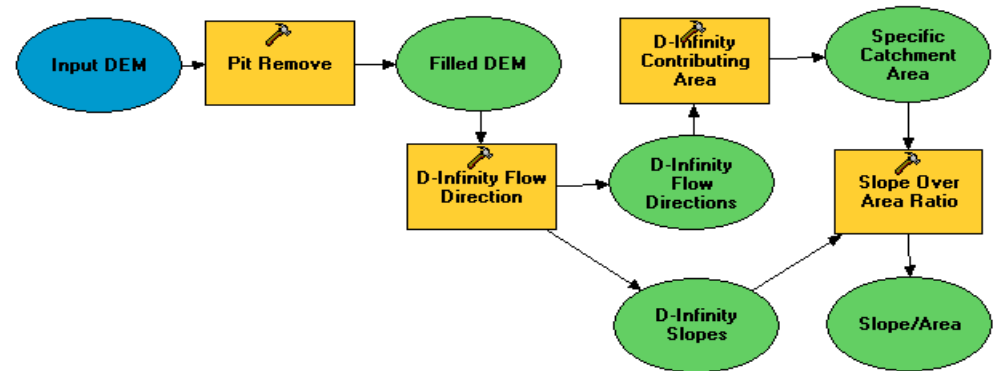 Input DEM
Pit Remove
Filled DEM
D-Infinity
Contributing
Area
Specific
Catchment
Area
D-Infinity Flow
Direction
D-Infinity
Flow
Directions
Slope Over
Area Ratio
D-Infinity
Slopes
Slope/Area